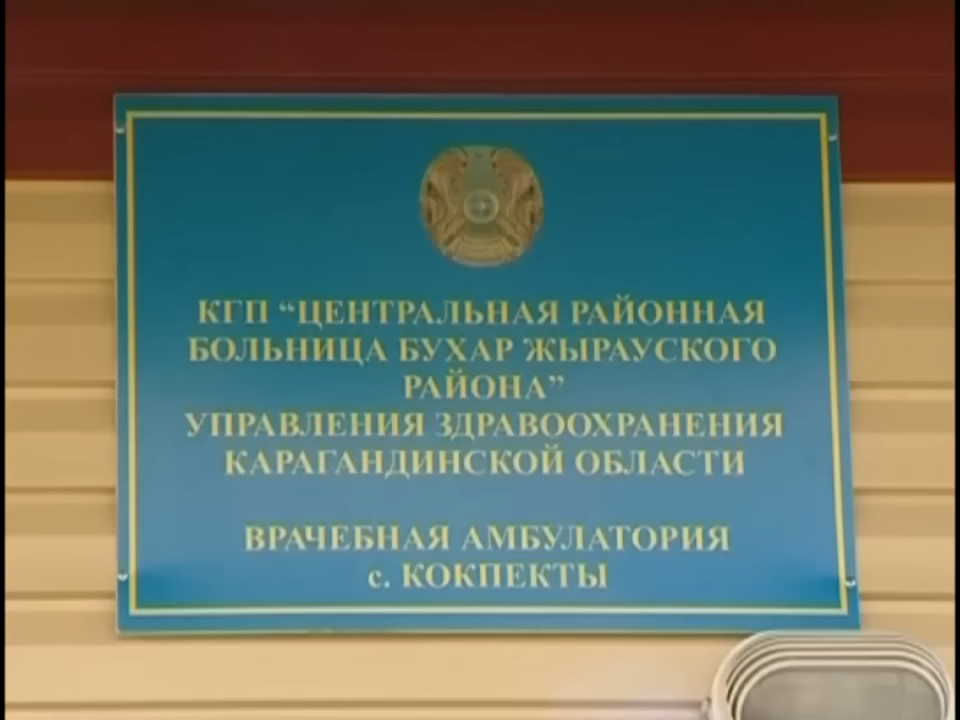 КГП “ЦЕНТРАЛЬНАЯ РАЙОННАЯ
БОЛЬНИЦА БУХАР ЖЫРАУСКОГО
РАЙОНА”
УПРАВЛЕНИЯ ЗДРАВООХРАНЕНИЯ
КАРАГАНДИНСКОЙ ОБЛАСТИ
ВРАЧЕБНАЯ АМБУЛАТОРИЯ
с. КОКПЕКТЫ